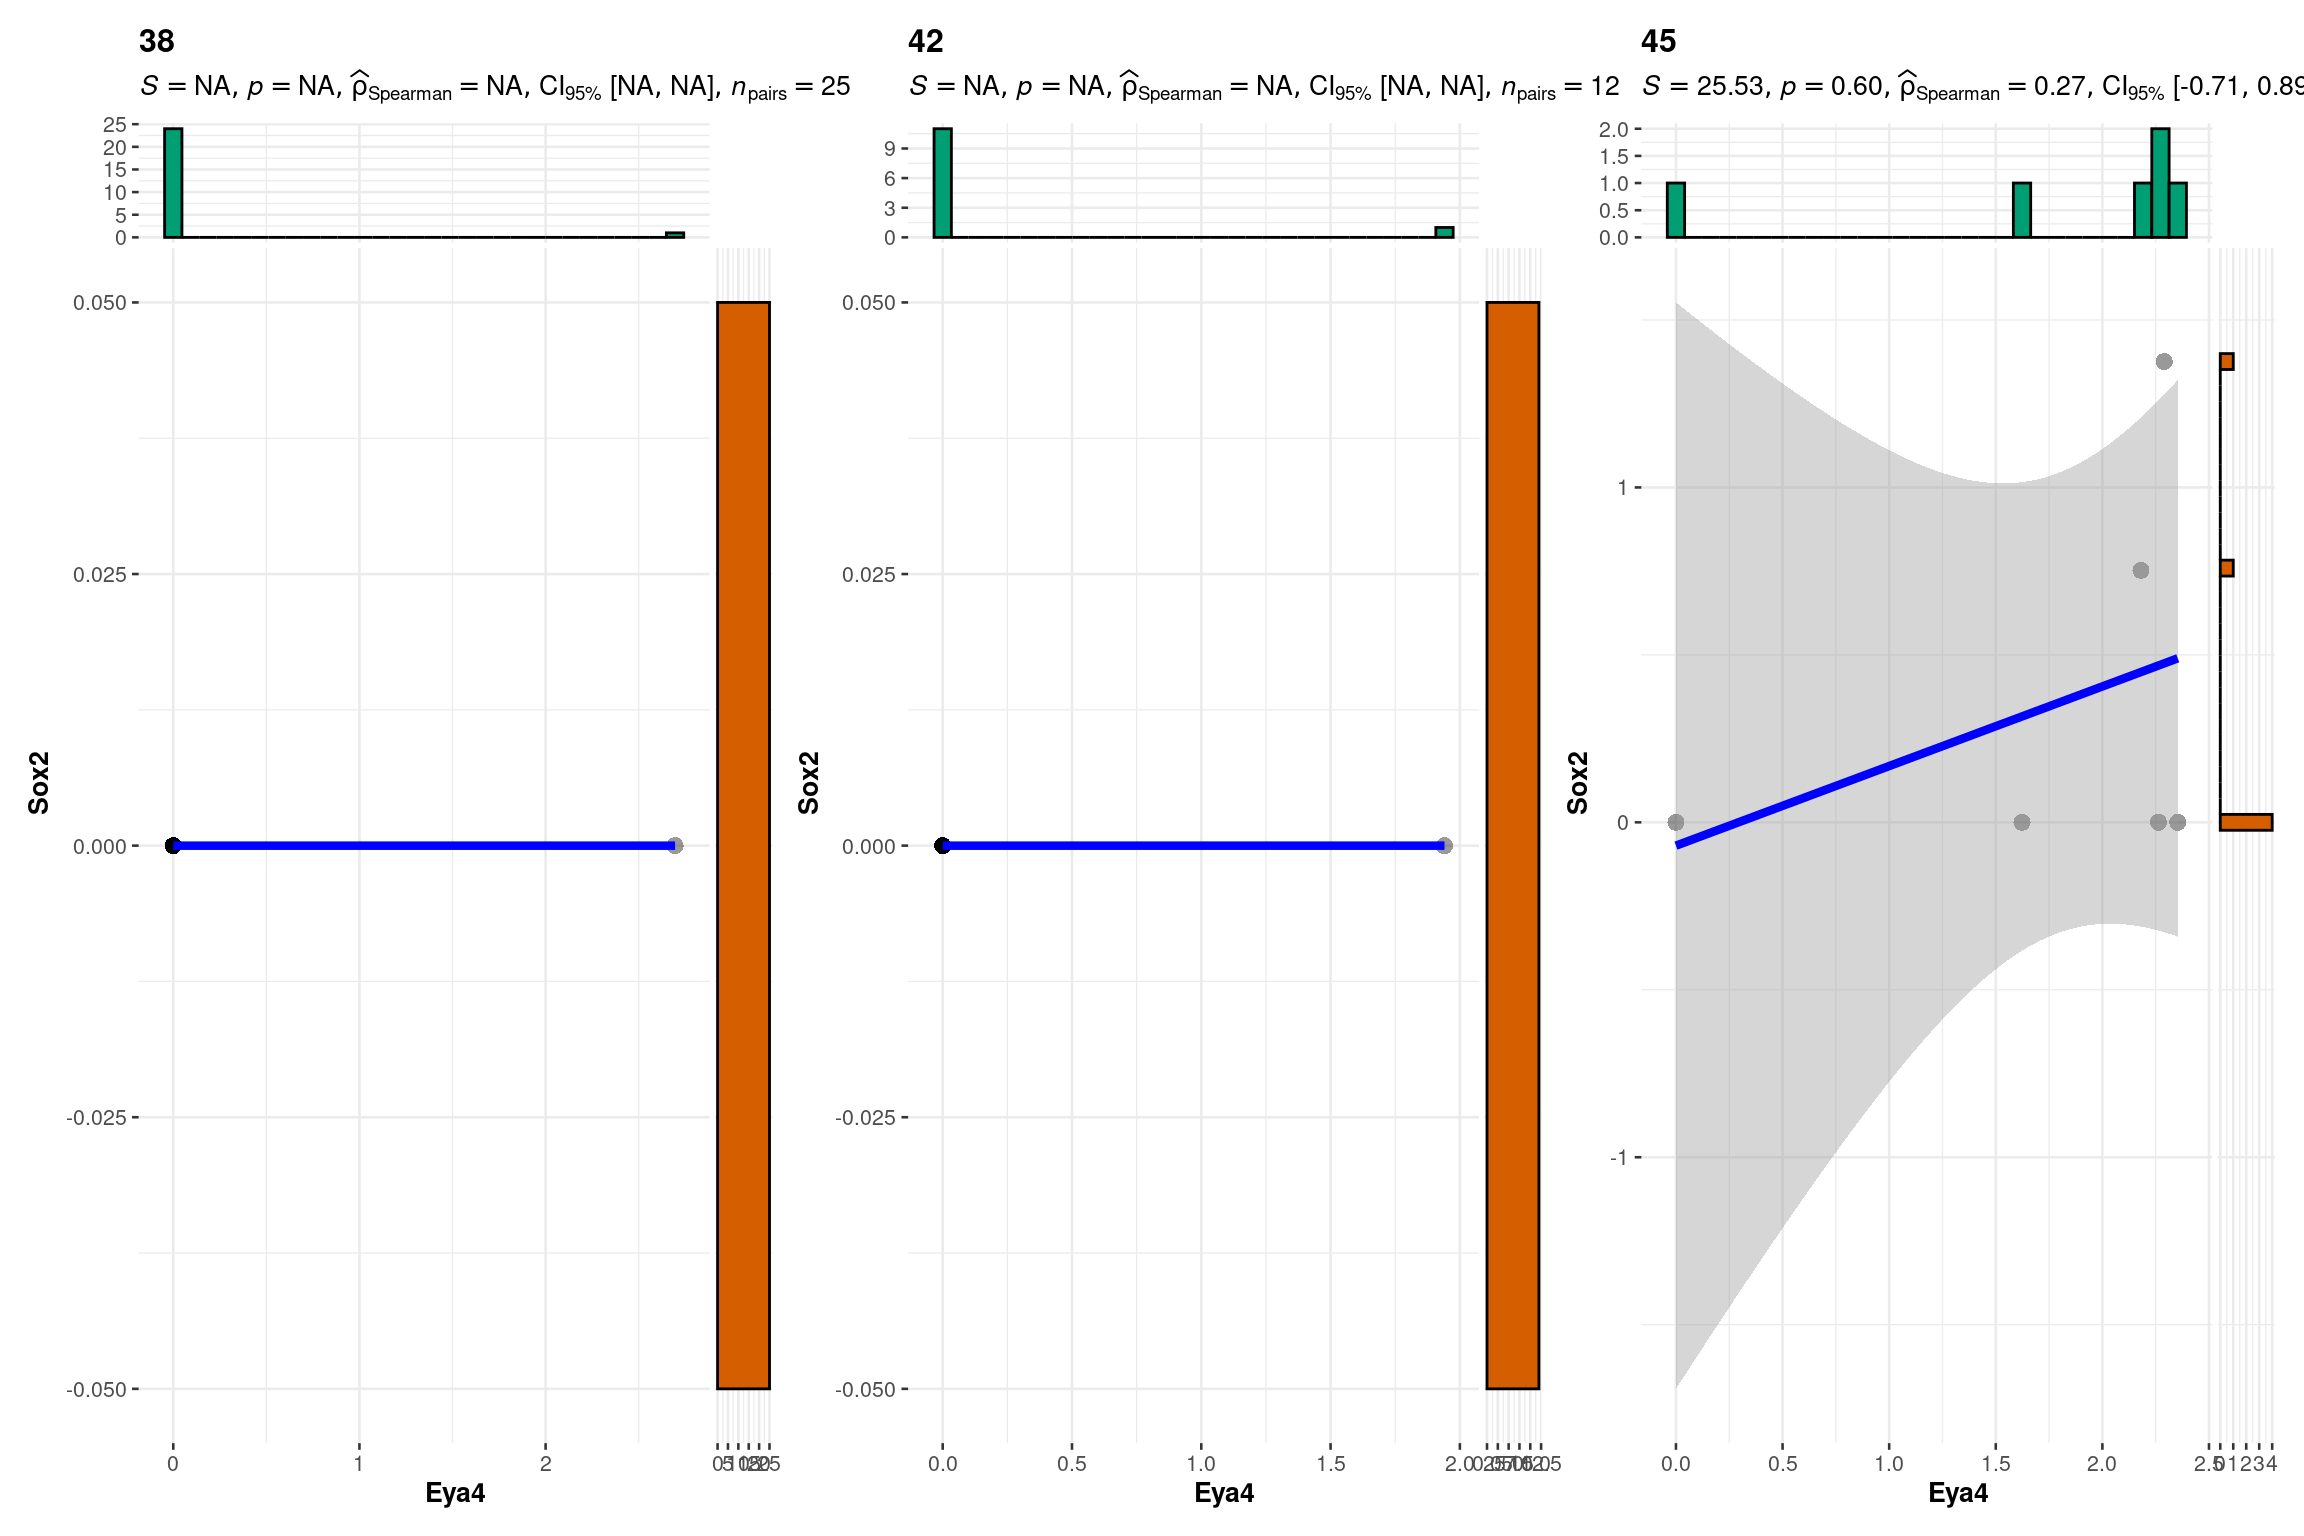 38
S = NA, p = NA, ρ̂Spearman = NA, CI95% [NA, NA], npairs = 25
25
20
15
10
5
0
0.050
0.025
0.000
-0.025
-0.050
Sox2
0 1 2
Eya4
42
S = NA, p = NA, ρ̂Spearman = NA, CI95% [NA, NA], npairs = 12
9
6
3
0
0.050
0.025
0.000
-0.025
-0.050
Sox2
0.0 0.5 1.0 1.5 2.0
Eya4
45
S = 25.53, p = 0.60, ρ̂Spearman = 0.27, CI95% [-0.71, 0.89
2.0
1.5
1.0
0.5
0.0
1
0
-1
Sox2
0.0 0.5 1.0 1.5 2.0 2.5 0 1 2 3 4
Eya4